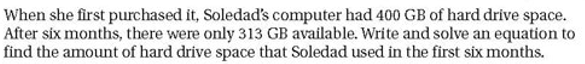 When she first purchased it, Soledad's computer had 400 GB of hard drive space.
After six months, there were only 313 GB available. Write and solve an equation to
find the amount of hard drive space that Soledad used in the first six months.